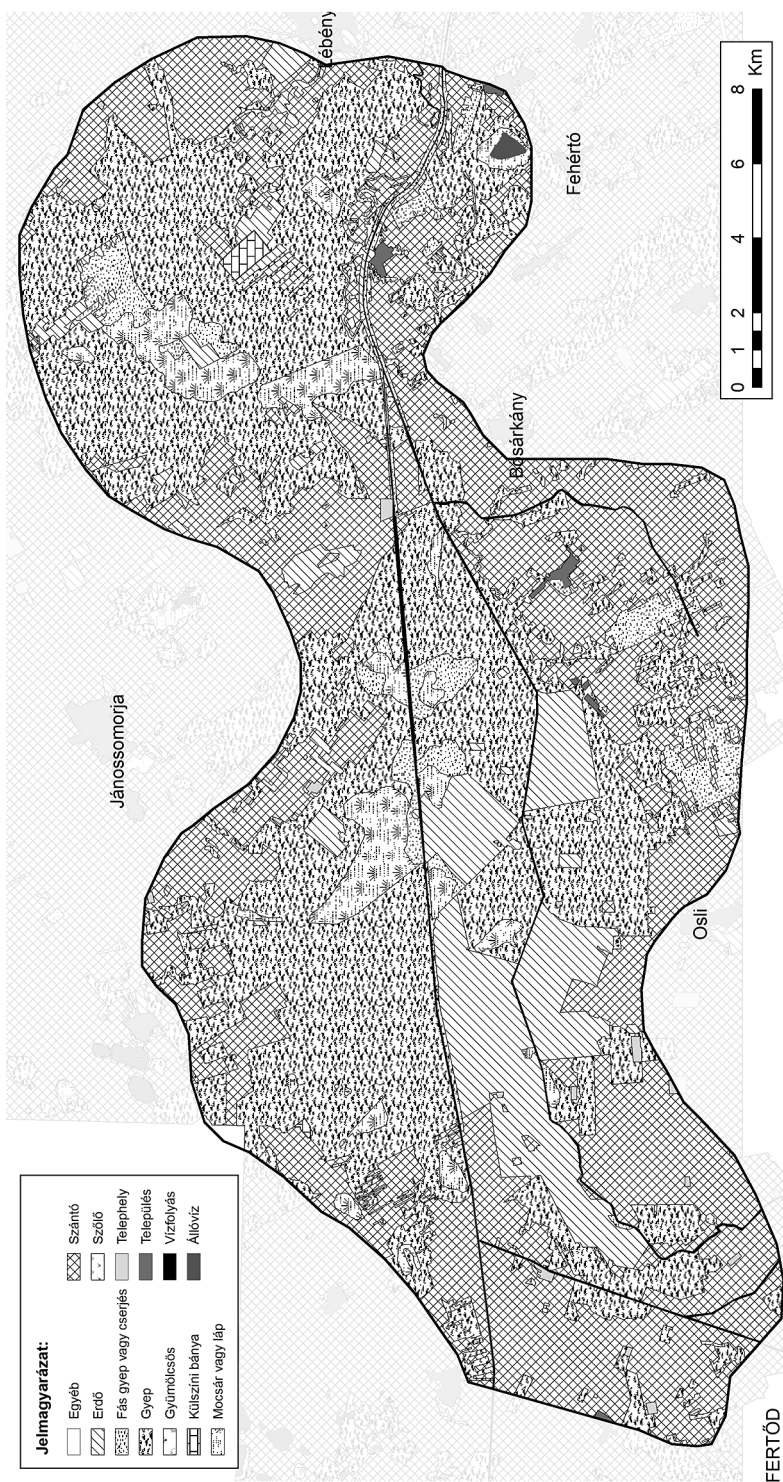 Jelmagyarázat:
Egyéb
Erdő
Fás gyep vagy cserjés
Gyep
Gyümölcsös
Külszíni bánya
Mocsár vagy láp
Szántó
Szőlő
Telephely
Település
Vízfolyás
Állóvíz
Jánossomorja
Lébény
Fehértó
Bősárkány
Osli
FERTŐD
0 1 2 4 6 8
Km